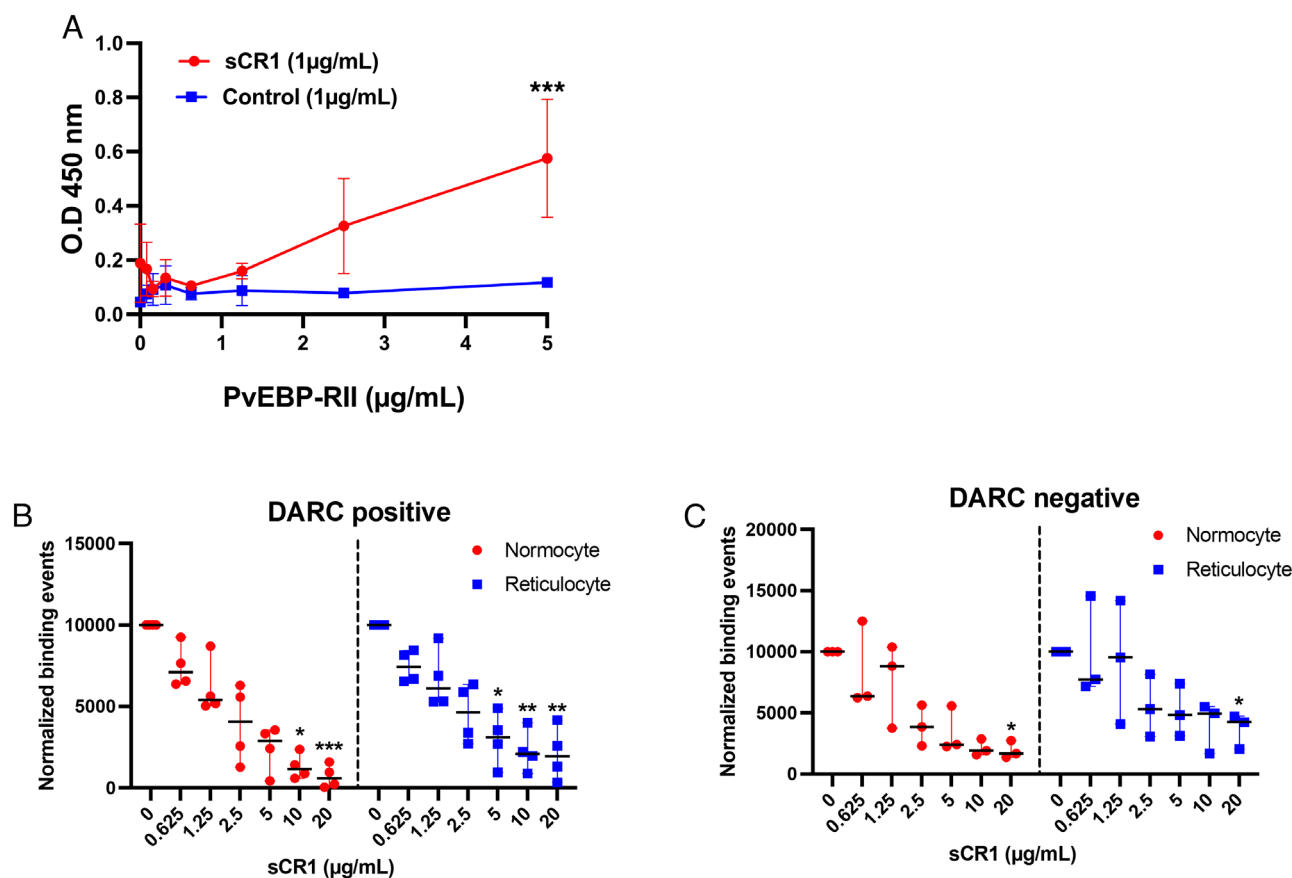 A
1.0
0.8
0.6
0.4
0.2
0.0
O.D 450 nm
sCR1 (1µg/mL)
Control (1µg/mL)
***
0 1 2 3 4 5
PvEBP-RII (µg/mL)
B
DARC positive
Normalized binding events
15000
10000
5000
0
Normocyte
Reticulocyte
* *** * ** **
0 0.625 1.25 2.5 5 10 20 0 0.625 1.25 2.5 5 10 20
sCR1 (µg/mL)
C
DARC negative
Normalized binding events
20000
15000
10000
5000
0
Normocyte
Reticulocyte
* *
0 0.625 1.25 2.5 5 10 20 0 0.625 1.25 2.5 5 10 20
sCR1 (µg/mL)